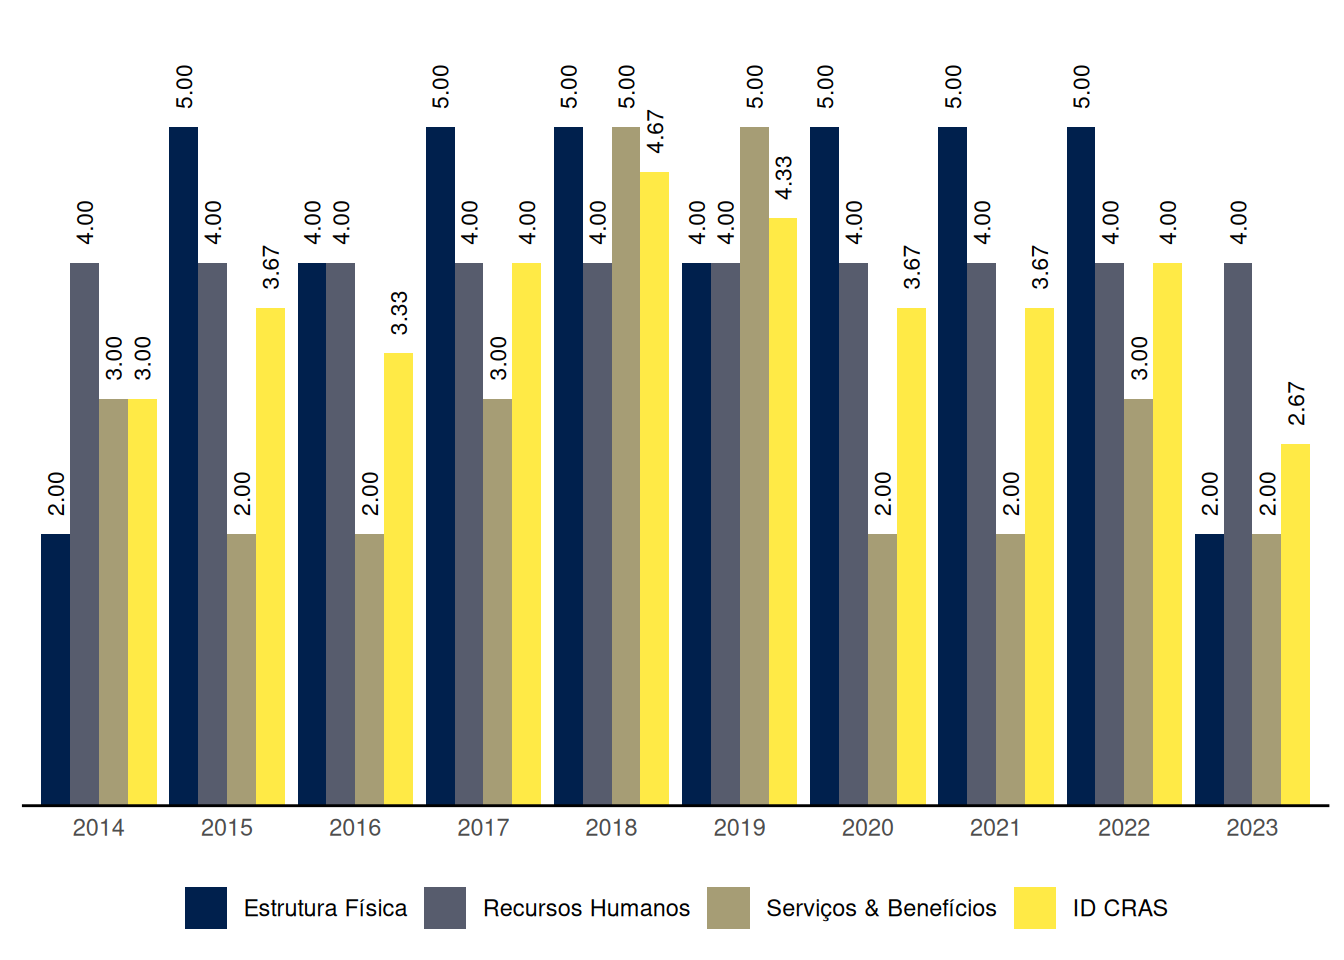 5.00 5.00 5.00 5.00 5.00 5.00 5.00 5.00
4.67
4.33
4.00 4.00 4.00 4.00 4.00 4.00 4.00 4.00 4.00 4.00 4.00 4.00 4.00 4.00
3.67 3.67 3.67
3.33
3.00 3.00 3.00 3.00
2.67
2.00 2.00 2.00 2.00 2.00 2.00 2.00
2014 2015 2016 2017 2018 2019 2020 2021 2022 2023
Estrutura Física Recursos Humanos Serviços & Benefícios ID CRAS